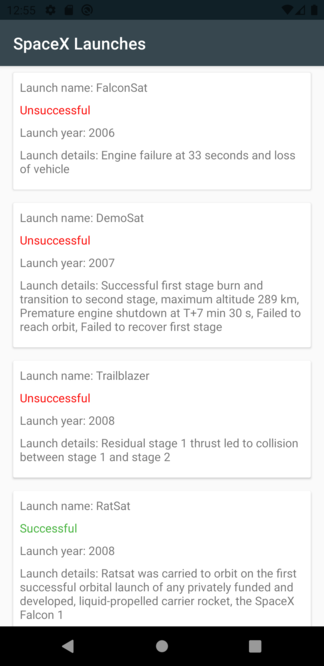 12:55
SpaceX Launches
Launch name: FalconSat
Unsuccessful
Launch year: 2006
Launch details: Engine failure at 33 seconds and loss
of vehicle
Launch name: DemoSat
Unsuccessful
Launch year: 2007
Launch details: Successful first stage burn and
transition to second stage, maximum altitude 289 km,
Premature engine shutdown at T+7 min 30 s, Failed to
reach orbit, Failed to recover first stage
Launch name: Trailblazer
Unsuccessful
Launch year: 2008
Launch details: Residual stage 1 thrust led to collision
between stage 1 and stage 2
Launch name: RatSat
Successful
Launch year: 2008
Launch details: Ratsat was carried to orbit on the first
successful orbital launch of any privately funded and
developed, liquid-propelled carrier rocket, the SpaceX
Falcon 1